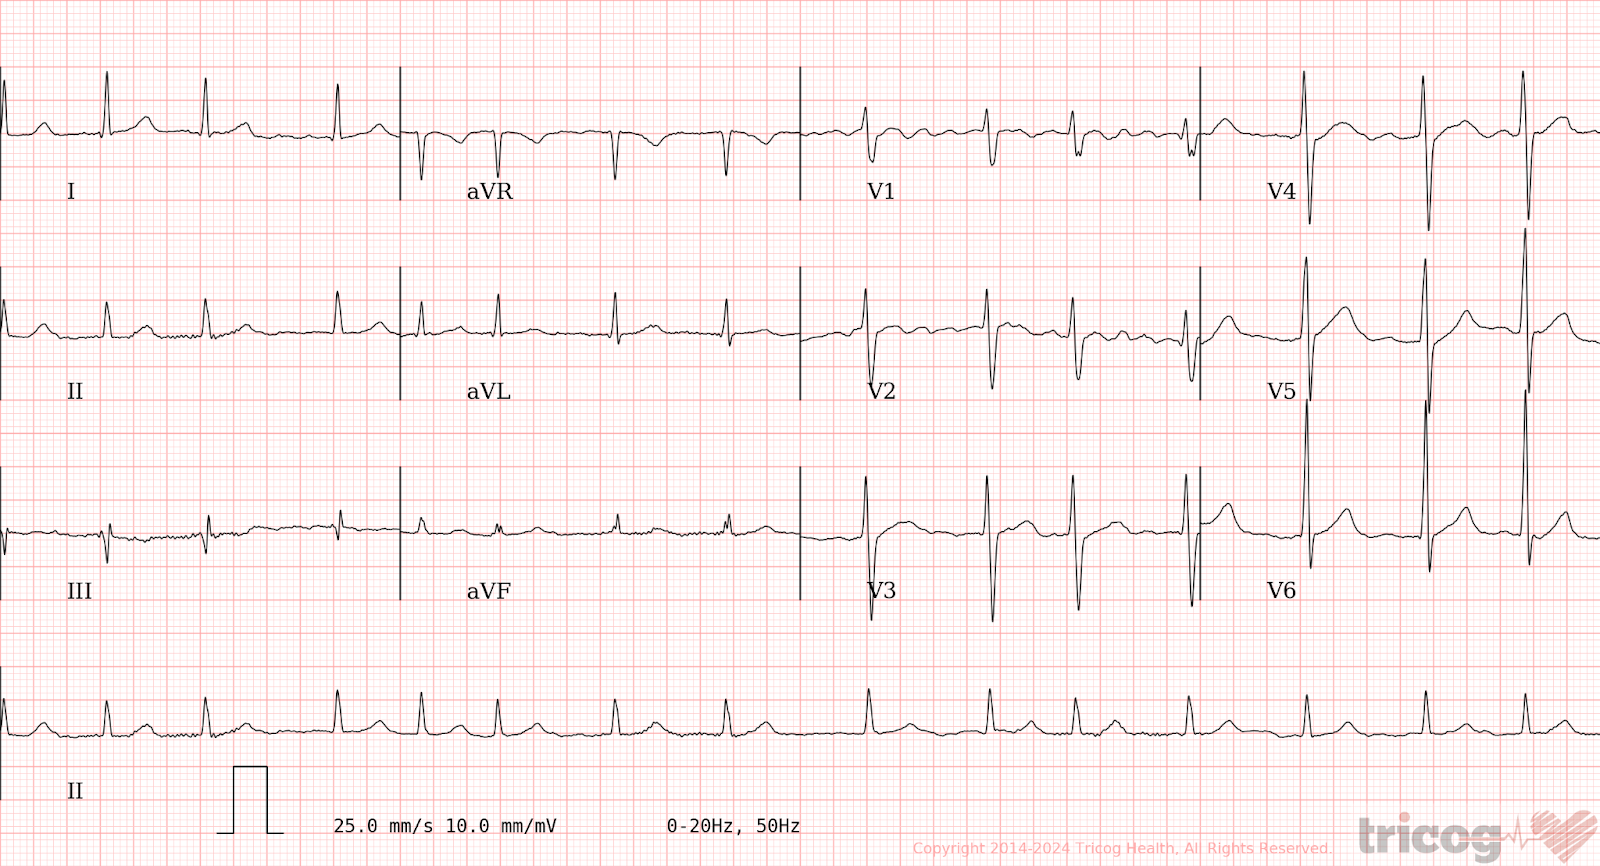 I aVR V1 V4
II aVL V2 V5
III aVF V3 V6
II
25.0 mm/s 10.0 mm/mV 0-20Hz, 50Hz
tricog
Copyright 2014-2024 Tricog Health, All Rights Reserved.